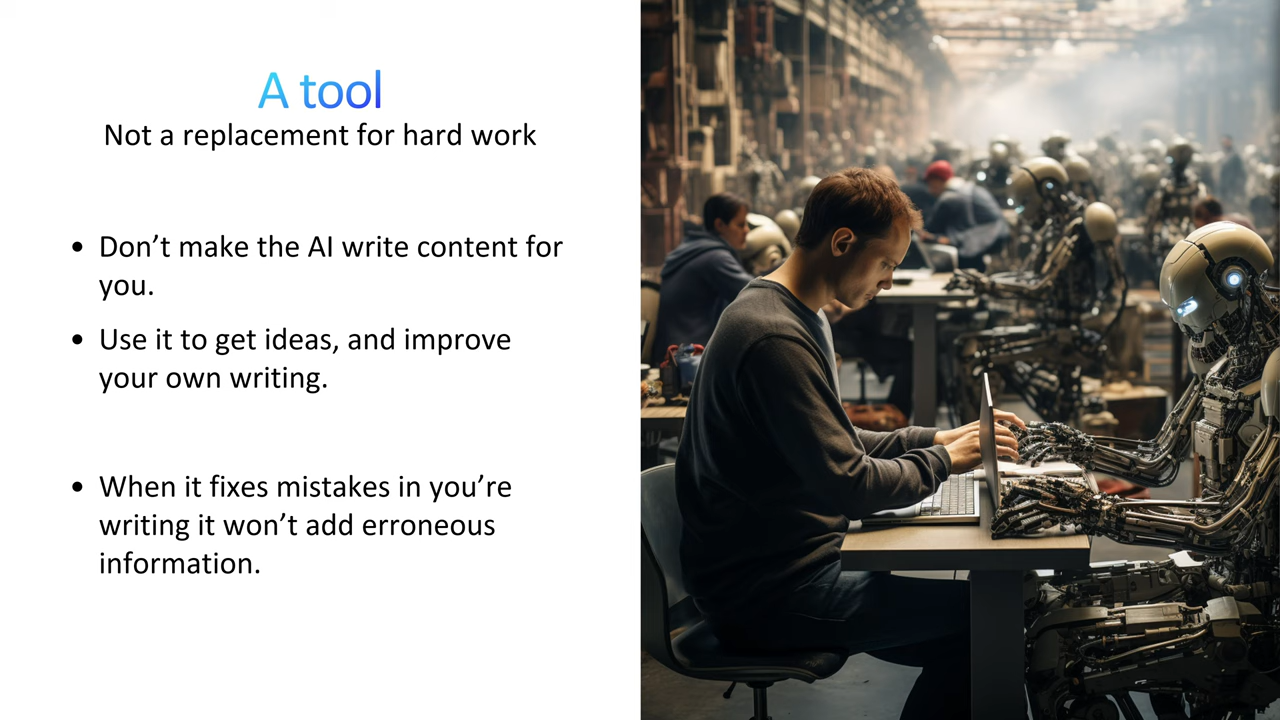 A tool
Not a replacement for hard work
• Don’t make the AI write content for
you.
• Use it to get ideas, and improve
your own writing.
• When it fixes mistakes in you’re
writing it won’t add erroneous
information.